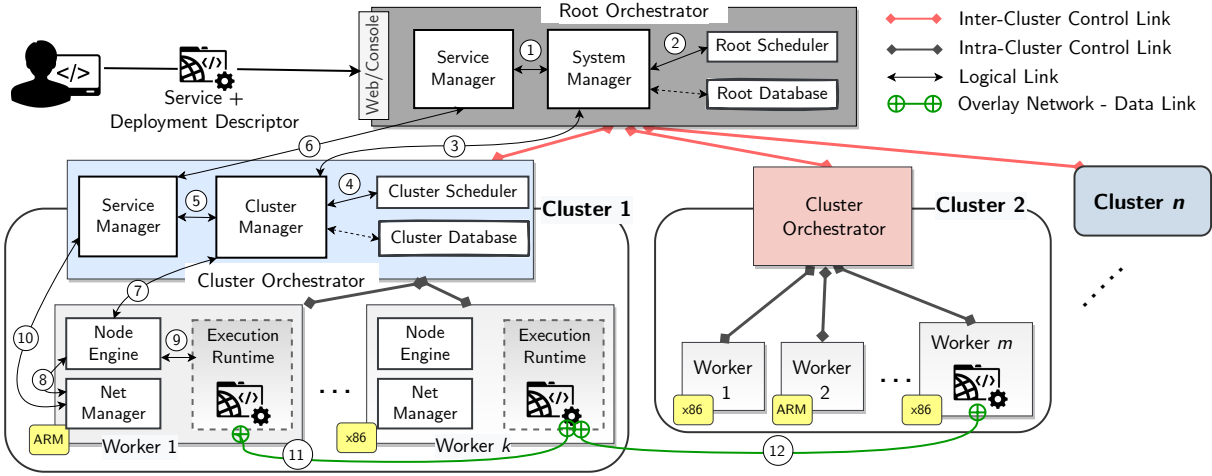 Root Orchestrator
Web/Console
Service
Manager
1
System
Manager
2
Root Scheduler
Root Database
</>
Service +
Deployment Descriptor
</>
Inter-Cluster Control Link
Intra-Cluster Control Link
Logical Link
Overlay Network - Data Link
6
3
Service
Manager
5
Cluster
Manager
4
Cluster Scheduler
Cluster Database
Cluster 1
Cluster Orchestrator
7
10
Node
Engine
9
Execution
Runtime
8
Net
Manager
</>
ARM
Worker 1
...
Node
Engine
Execution
Runtime
Net
Manager
</>
x86
Worker k
11
12
Cluster
Orchestrator
Cluster 2
Worker
1
x86
Worker
2
ARM
...
Worker m
</>
x86
Cluster n